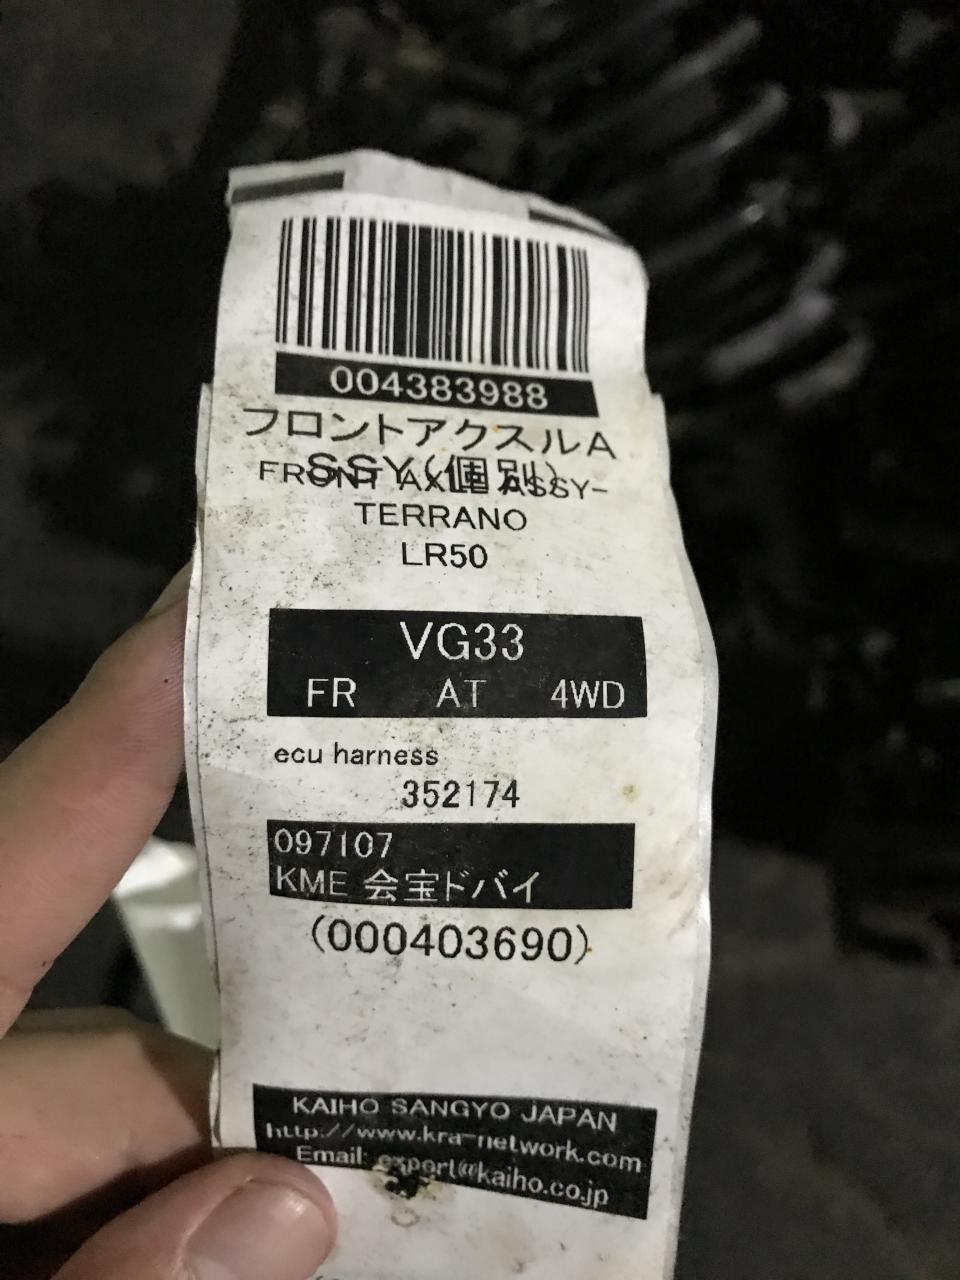 004383988
フロントアクスルA
SSY(個別)
FRONT AXLE ASSY-
TERRANO
LR50
VG33
FR AT 4WD
ecu harness
352174
097107
KME 会宝ドバイ
(000403690)
KAIHO SANGYO JAPAN
http://www.kra-network.com
Email: export@kaiho.co.jp